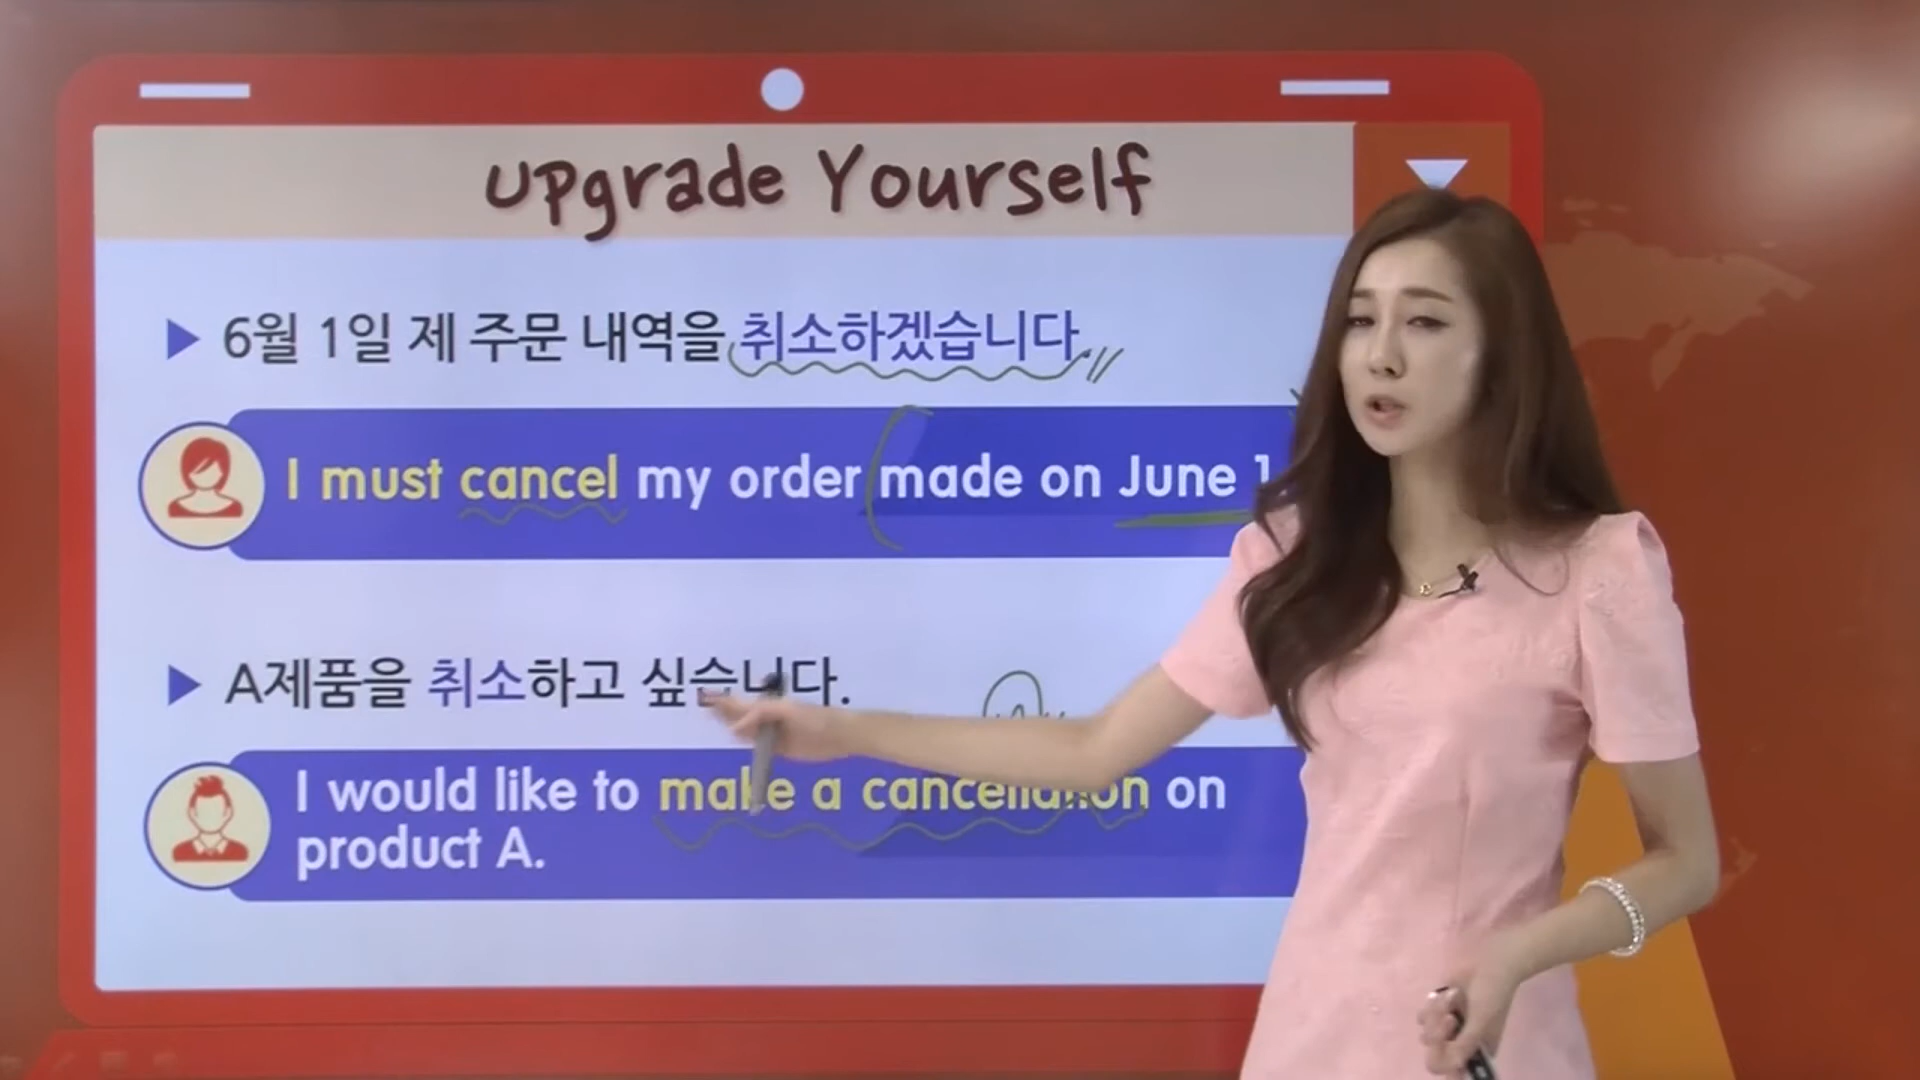 Upgrade Yourself
6월 1일 제 주문 내역을 취소하겠습니다.
I must cancel my order made on June 1
A제품을 취소하고 싶습니다.
I would like to make a cancellation on
product A.